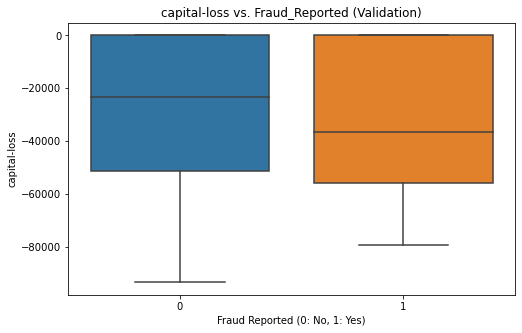 capital-loss vs. Fraud_Reported (Validation)
0
−20000
−40000
−60000
−80000
capital-loss
0
1
Fraud Reported (0: No, 1: Yes)